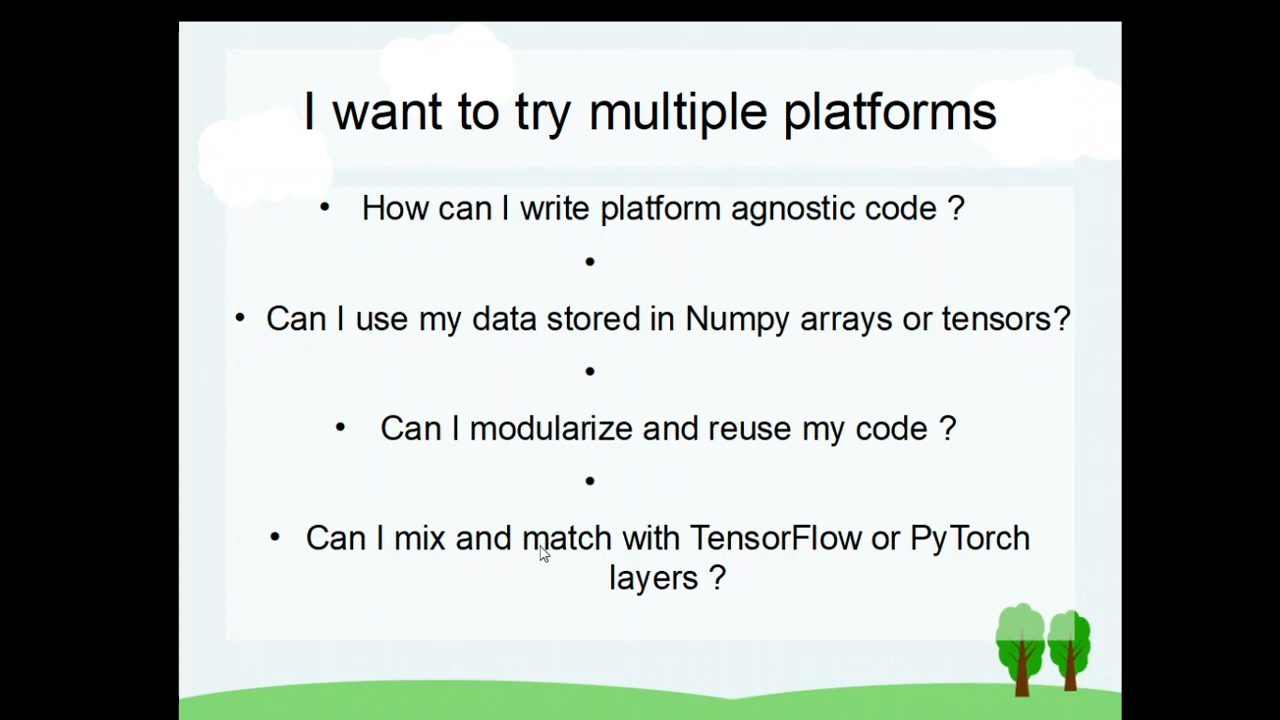 I want to try multiple platforms
• How can I write platform agnostic code ?
•
• Can I use my data stored in Numpy arrays or tensors?
•
• Can I modularize and reuse my code ?
•
• Can I mix and match with TensorFlow or PyTorch
layers ?